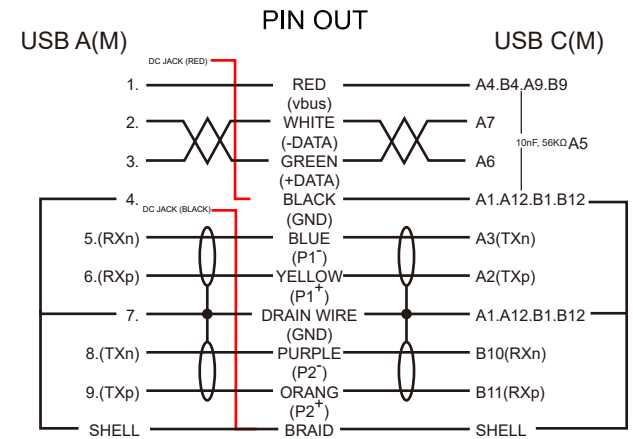 PIN OUT
USB A(M) USB C(M)
DC JACK (RED)
1. RED A4.B4.A9.B9
(vbus)
2. WHITE A7
(-DATA) 10nF, 56KΩ A5
3. GREEN A6
(+DATA)
4. BLACK A1.A12.B1.B12
DC JACK (BLACK)
(GND)
5.(RXn) BLUE A3(TXn)
(P1⁻)
6.(RXp) YELLOW A2(TXp)
(P1⁺)
7. DRAIN WIRE A1.A12.B1.B12
(GND)
8.(TXn) PURPLE B10(RXn)
(P2⁻)
9.(TXp) ORANG B11(RXp)
(P2⁺)
SHELL BRAID SHELL